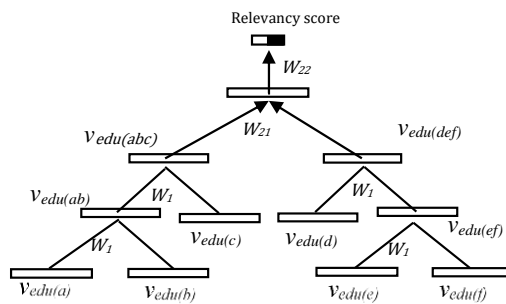 Relevancy score
W22
vedu(abc) W21 vedu(def)
vedu(ab) W1 W1
vedu(c) vedu(d) vedu(ef)
W1 W1
vedu(a) vedu(b) vedu(e) vedu(f)